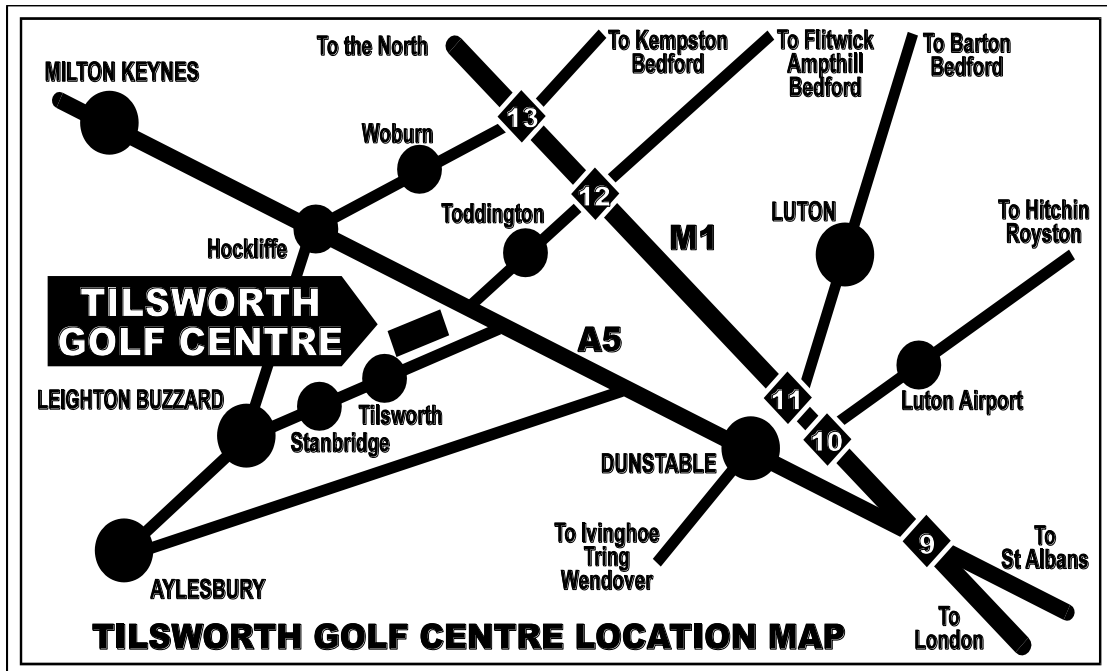 To the North
To Kempston
Bedford
To Flitwick
Ampthill
Bedford
To Barton
Bedford
MILTON KEYNES
13
Woburn
12
Toddington
LUTON
To Hitchin
Royston
Hockliffe
M1
TILSWORTH
GOLF CENTRE
A5
LEIGHTON BUZZARD
11
Luton Airport
Tilsworth
Stanbridge
10
DUNSTABLE
To Ivinghoe
Tring
Wendover
9
To
St Albans
AYLESBURY
To
London
TILSWORTH GOLF CENTRE LOCATION MAP